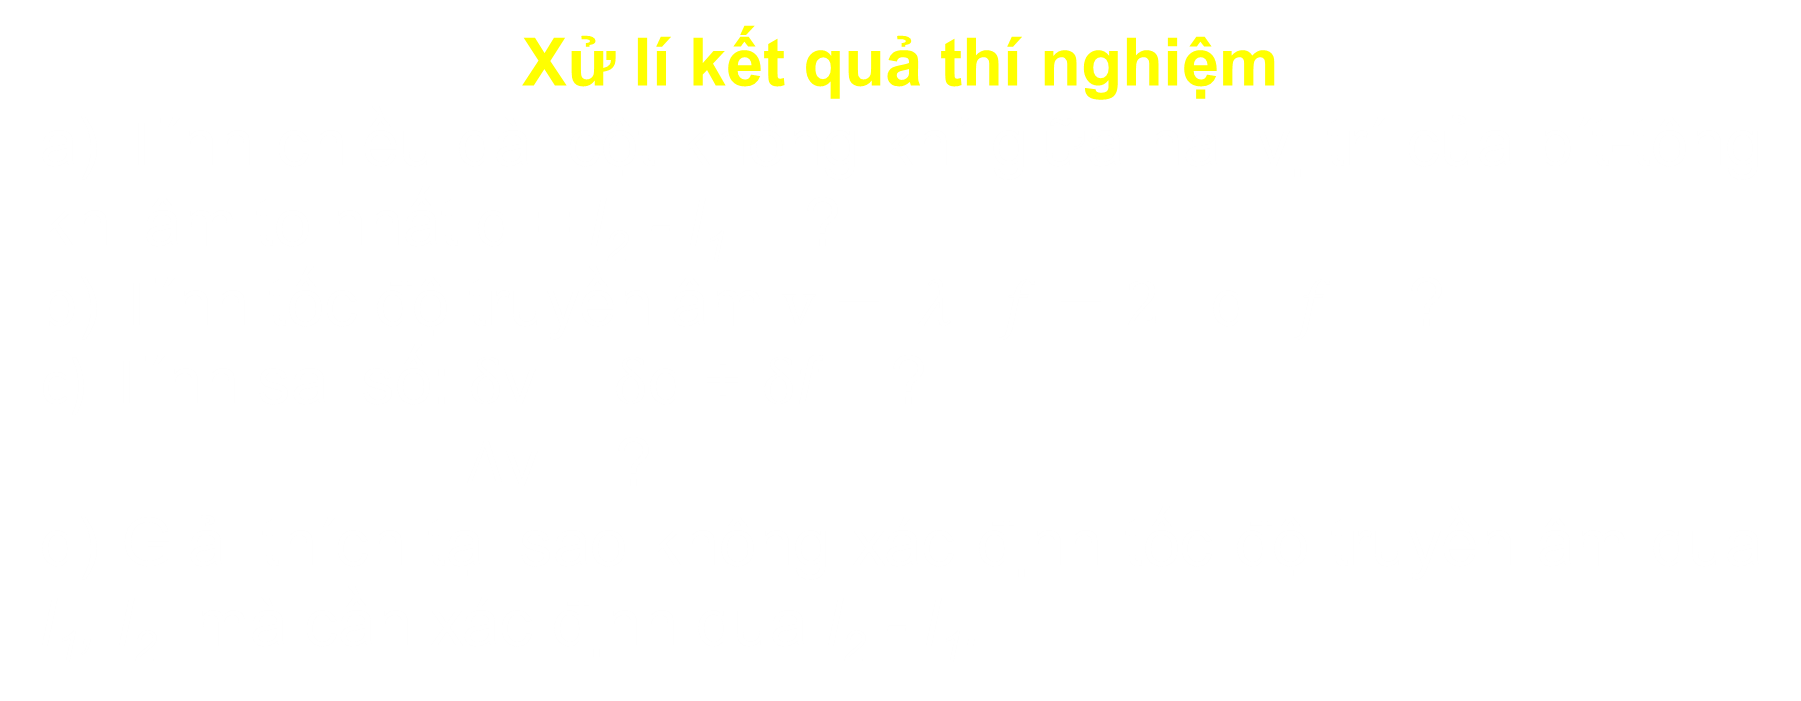 Xử lí kết quả thí nghiệm